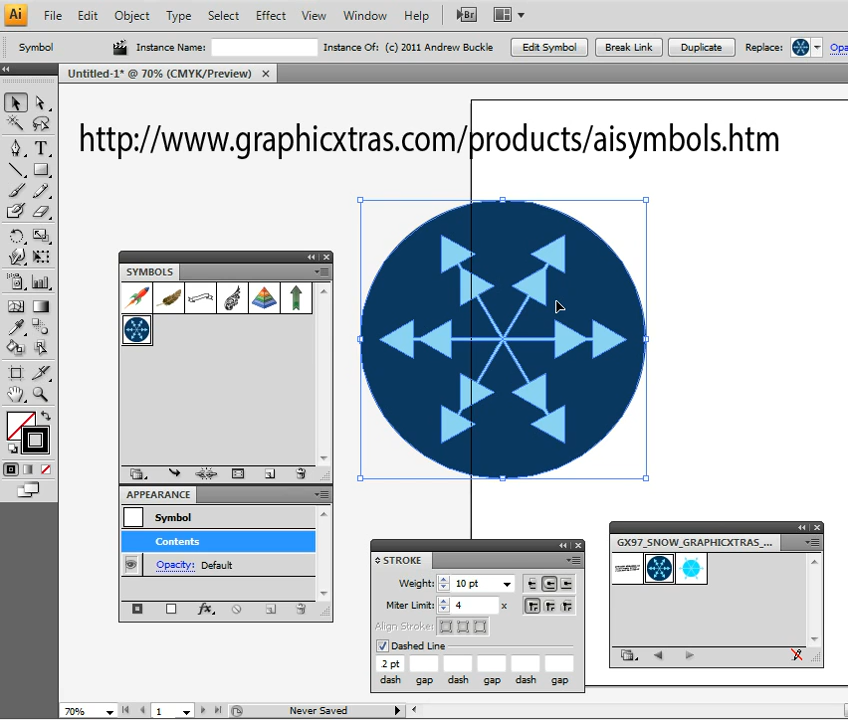 Ai File Edit Object Type Select Effect View Window Help Br
Symbol Instance Name: Instance Of: (c) 2011 Andrew Buckle Edit Symbol Break Link Duplicate Replace: Opa
Untitled-1* @ 70% (CMYK/Preview) ×
http://www.graphicxtras.com/products/aisymbols.htm
SYMBOLS
APPEARANCE
Symbol
Contents
Opacity: Default
fx
STROKE
Weight: 10 pt
Miter Limit: 4 x
Align Stroke:
Dashed Line
.2 pt
dash gap dash gap dash gap
GX97_SNOW_GRAPHICXTRAS_...
70% 1 Never Saved